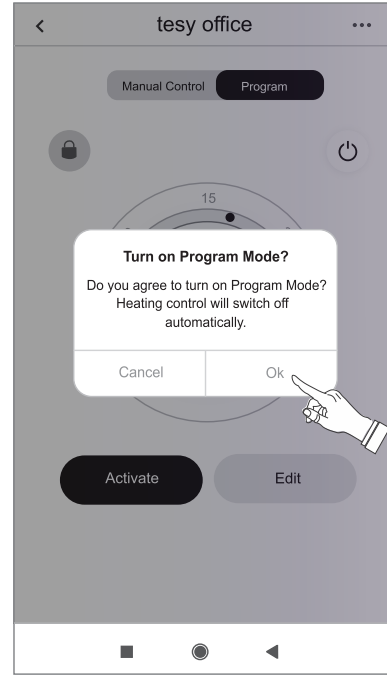 tesy office
Manual Control Program
15
Turn on Program Mode?
Do you agree to turn on Program Mode?
Heating control will switch off
automatically.
Cancel Ok
Activate Edit